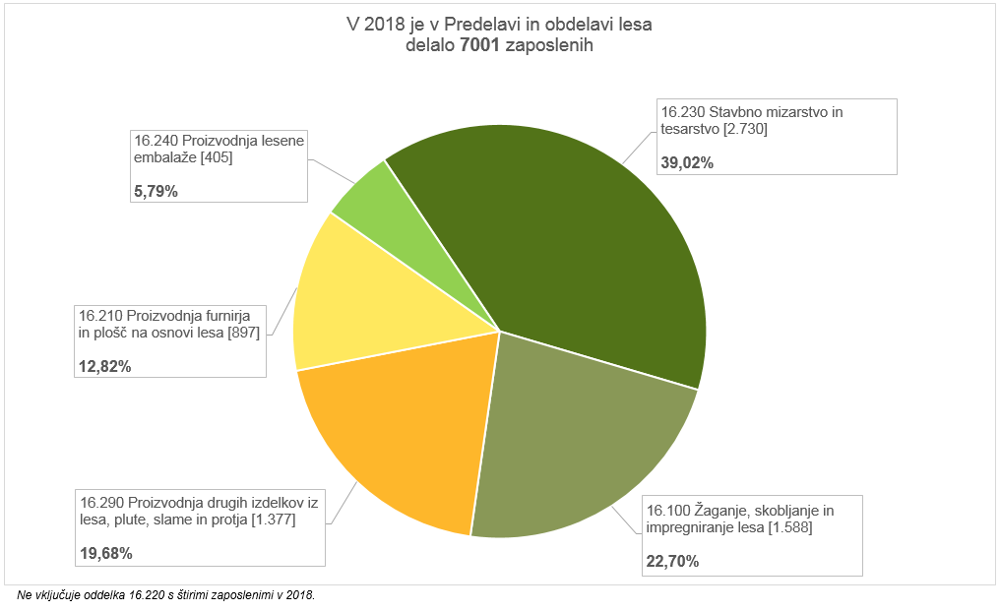 V 2018 je v Predelavi in obdelavi lesa
delalo 7001 zaposlenih
16.230 Stavbno mizarstvo in
tesarstvo [2.730]
39,02%
16.240 Proizvodnja lesene
embalaže [405]
5,79%
16.210 Proizvodnja furnirja
in plošč na osnovi lesa [897]
12,82%
16.290 Proizvodnja drugih izdelkov iz
lesa, plute, slame in protja [1.377]
19,68%
16.100 Žaganje, skobljanje in
impregniranje lesa [1.588]
22,70%
Ne vključuje oddelka 16.220 s štirimi zaposlenimi v 2018.